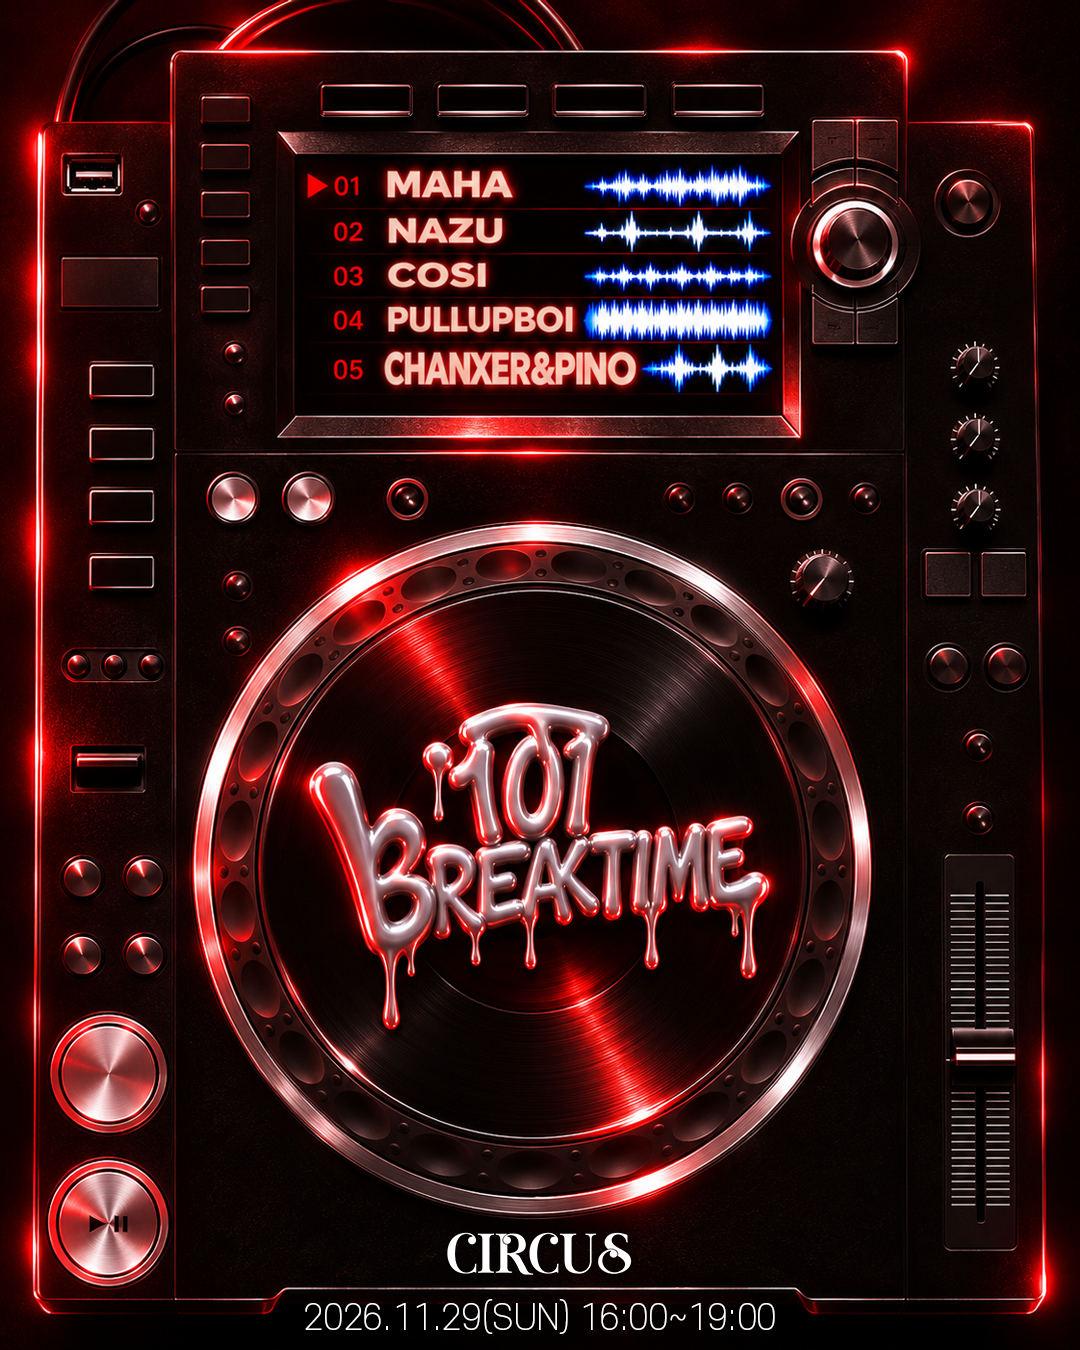 01 MAHA
02 NAZU
03 COSI
04 PULLUPBOI
05 CHANXER&PINO
101
BREAKTIME
CIRCUS
2026.11.29(SUN) 16:00~19:00